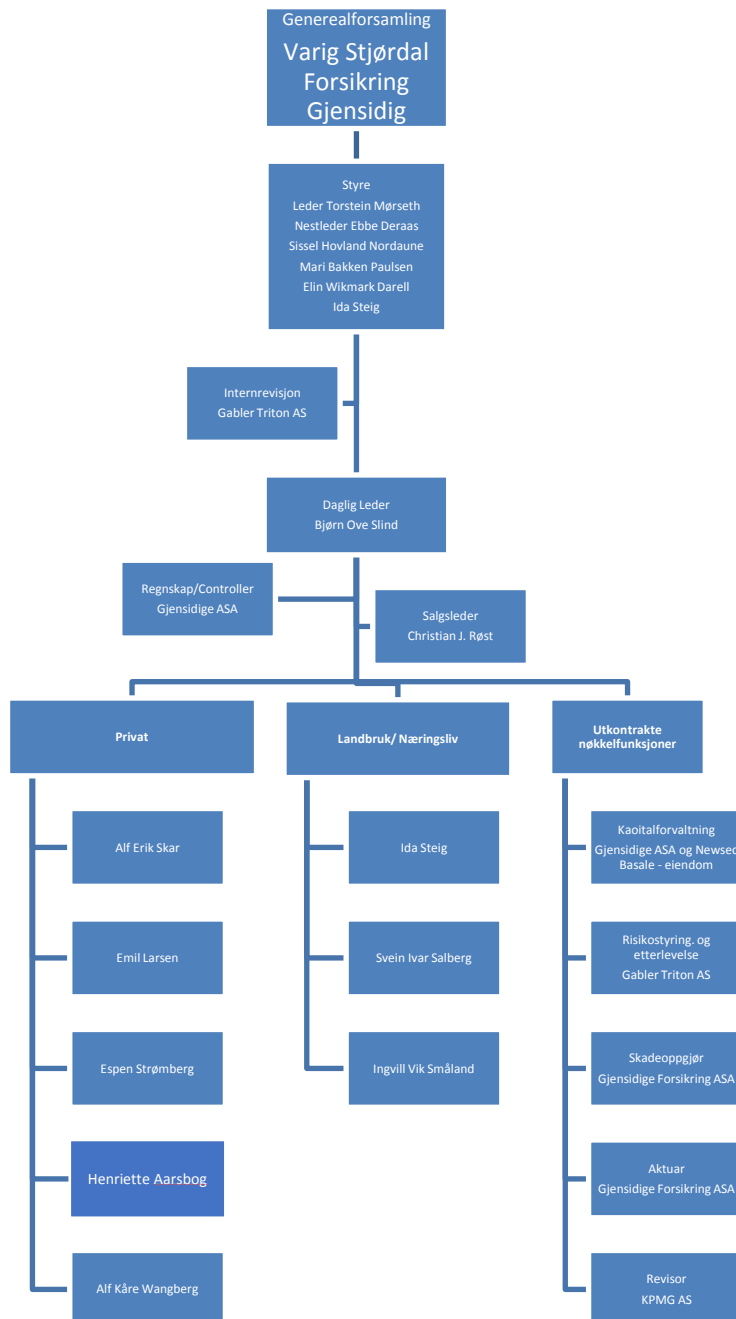 Generealforsamling
Varig Stjørdal
Forsikring
Gjensidig
Styre
Leder Torstein Mørseth
Nestleder Ebbe Deraas
Sissel Hovland Nordaune
Mari Bakken Paulsen
Elin Wikmark Darell
Ida Steig
Internrevisjon
Gabler Triton AS
Daglig Leder
Bjørn Ove Slind
Regnskap/Controller
Gjensidige ASA
Salgsleder
Christian J. Røst
Privat
Alf Erik Skar
Emil Larsen
Espen Strømberg
Henriette Aarsbog
Alf Kåre Wangberg
Landbruk/ Næringsliv
Ida Steig
Svein Ivar Salberg
Ingvill Vik Småland
Utkontrakte
nøkkelfunksjoner
Kaoitalforvaltning
Gjensidige ASA og Newsec
Basale - eiendom
Risikostyring. og
etterlevelse
Gabler Triton AS
Skadeoppgjør
Gjensidige Forsikring ASA
Aktuar
Gjensidige Forsikring ASA
Revisor
KPMG AS